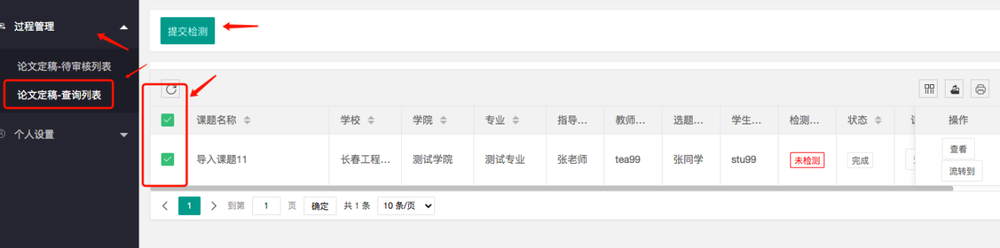 过程管理
论文定稿-待审核列表
论文定稿-查询列表
个人设置
提交检测
课题名称 学校 学院 专业 指导... 教师... 选题... 学生... 检测... 状态 操作
导入课题11 长春工程... 测试学院 测试专业 张老师 tea99 张同学 stu99 未检测 完成 查看
流转到
1 到第 1 页 确定 共 1 条 10 条/页